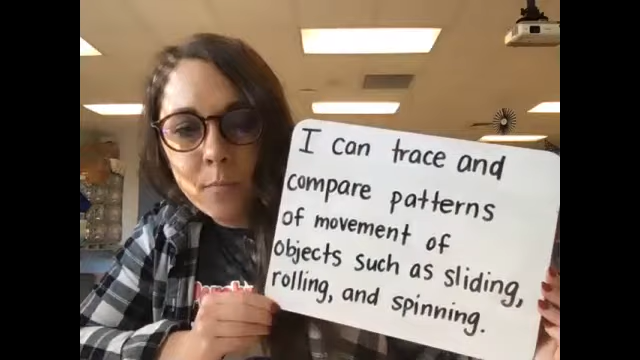 I can trace and
compare patterns
of movement of
objects such as sliding,
rolling, and spinning.